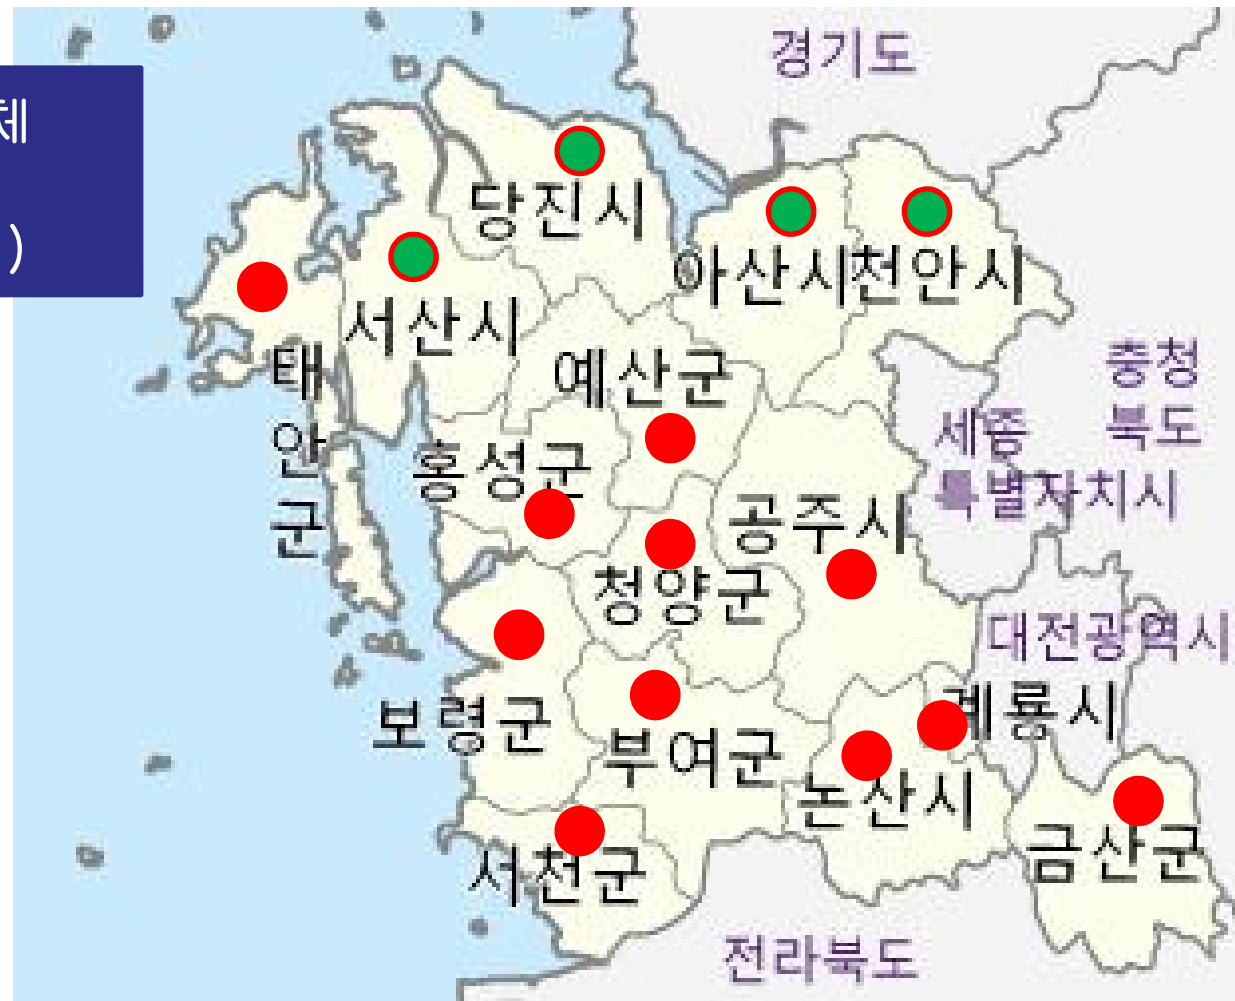 체
)
경기도
당진시
아산시
천안시
서산시
태안군
예산군
충청
북도
세종
특별자치시
홍성군
공주시
청양군
대전광역시
계룡시
보령군
부여군
논산시
서천군
금산군
전라북도